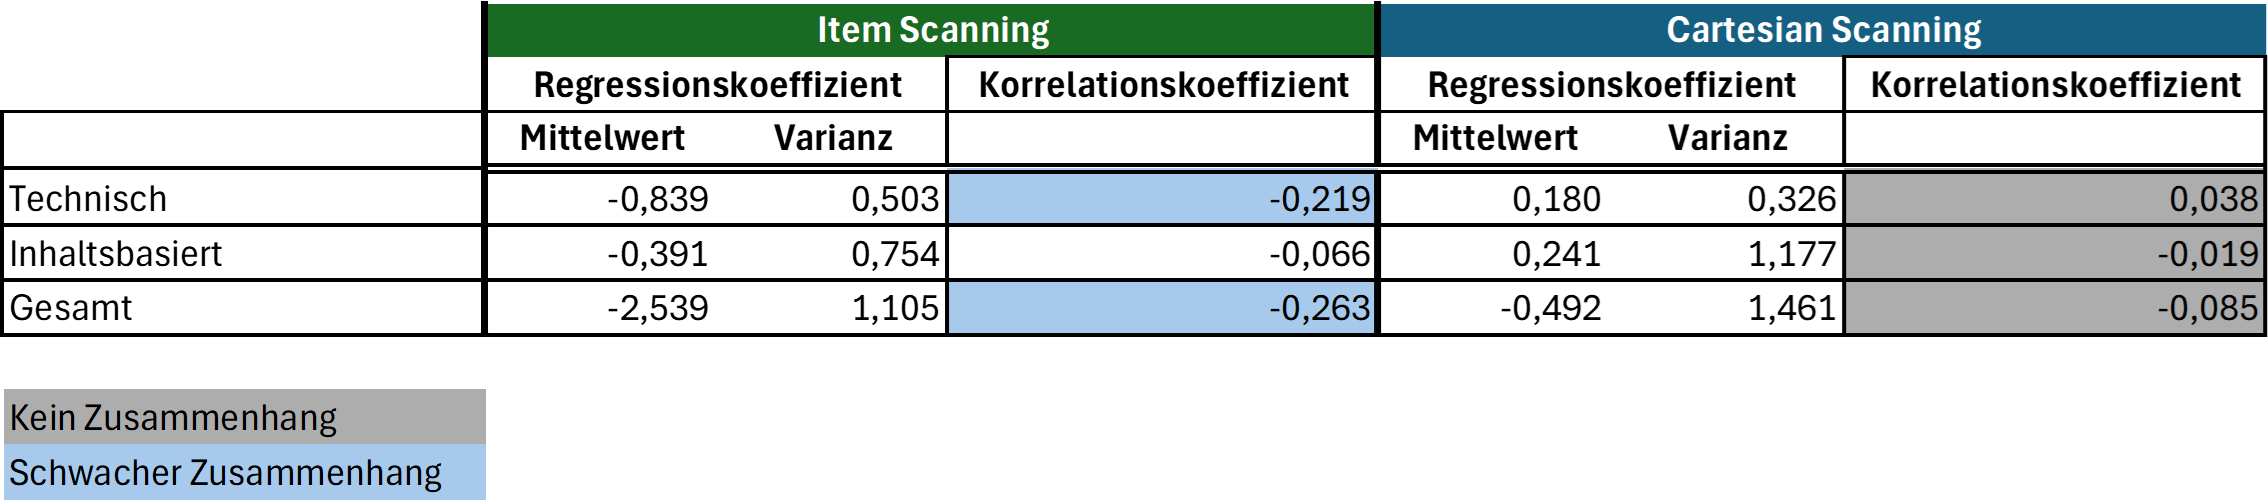 Item Scanning Cartesian Scanning
Regressionskoeffizient Korrelationskoeffizient Regressionskoeffizient Korrelationskoeffizient
Mittelwert Varianz Mittelwert Varianz
Technisch -0,839 0,503 -0,219 0,180 0,326 0,038
Inhaltsbasiert -0,391 0,754 -0,066 0,241 1,177 -0,019
Gesamt -2,539 1,105 -0,263 -0,492 1,461 -0,085
Kein Zusammenhang
Schwacher Zusammenhang